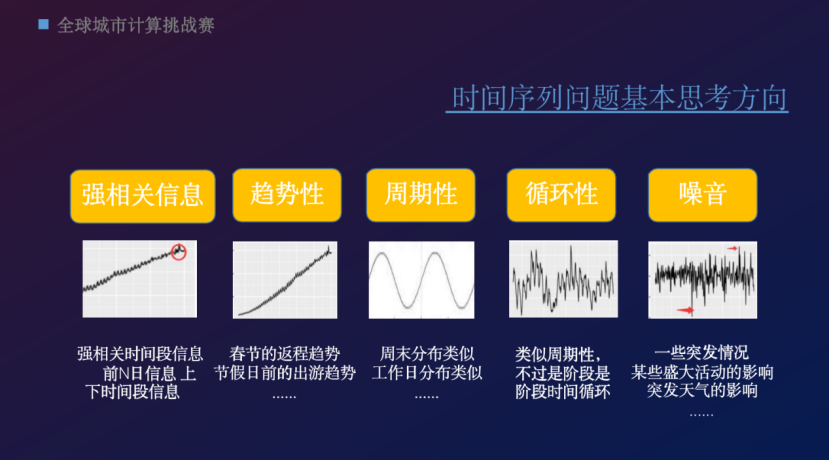 全球城市计算挑战赛
时间序列问题基本思考方向
强相关信息
趋势性
周期性
循环性
噪音
强相关时间段信息
前N日信息 上
下时间段信息
春节的返程趋势
节假日前的出游趋势
......
周末分布类似
工作日分布类似
......
类似周期性，
不过是阶段是
阶段时间循环
一些突发情况
某些盛大活动的影响
突发天气的影响
......